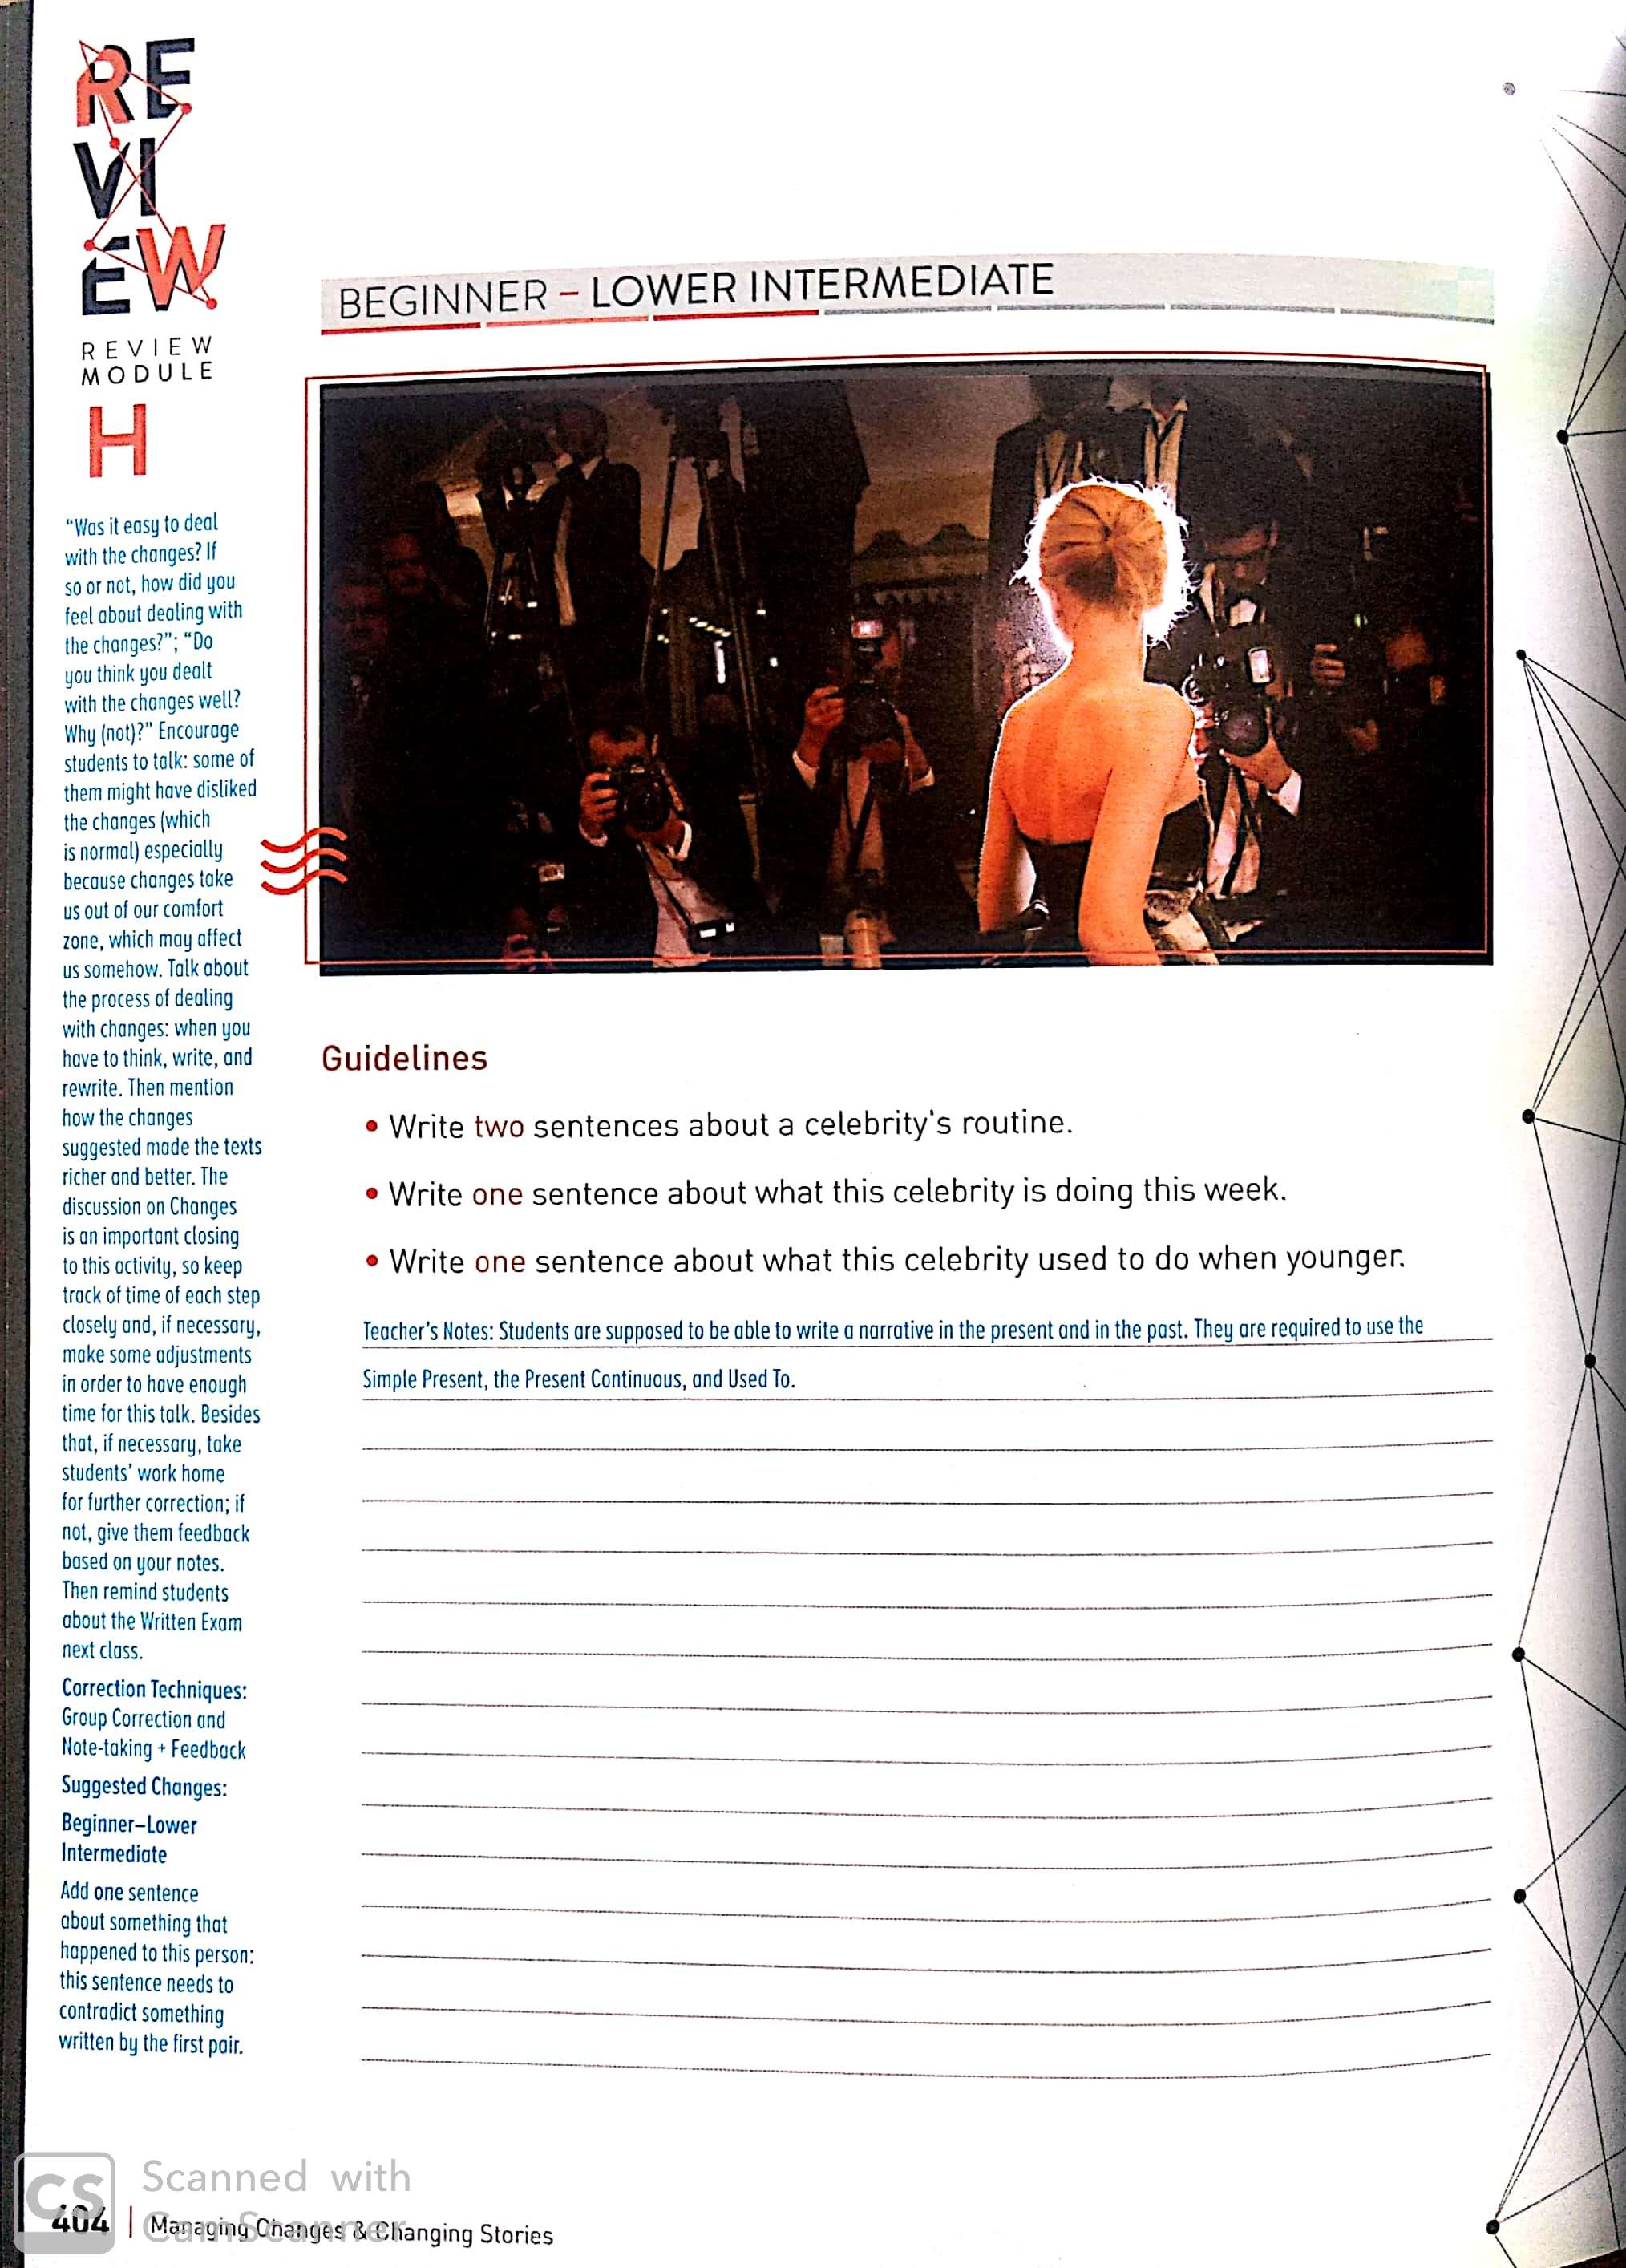 RE
VI
EW
REVIEW
MODULE
H
"Was it easy to deal
with the changes? If
so or not, how did you
feel about dealing with
the changes?"; "Do
you think you dealt
with the changes well?
Why (not)?" Encourage
students to talk: some of
them might have disliked
the changes (which
is normal) especially
because changes take
us out of our comfort
zone, which may affect
us somehow. Talk about
the process of dealing
with changes: when you
have to think, write, and
rewrite. Then mention
how the changes
suggested made the texts
richer and better. The
discussion on Changes
is an important closing
to this activity, so keep
track of time of each step
closely and, if necessary,
make some adjustments
in order to have enough
time for this talk. Besides
that, if necessary, take
students' work home
for further correction; if
not, give them feedback
based on your notes.
Then remind students
about the Written Exam
next class.
Correction Techniques:
Group Correction and
Note-taking + Feedback
Suggested Changes:
Beginner–Lower
Intermediate
Add one sentence
about something that
happened to this person:
this sentence needs to
contradict something
written by the first pair.
BEGINNER – LOWER INTERMEDIATE
Guidelines
• Write two sentences about a celebrity's routine.
• Write one sentence about what this celebrity is doing this week.
• Write one sentence about what this celebrity used to do when younger.
Teacher's Notes: Students are supposed to be able to write a narrative in the present and in the past. They are required to use the
Simple Present, the Present Continuous, and Used To.
CS
Scanned with
CamScanner
404 | Managing Changes & Changing Stories